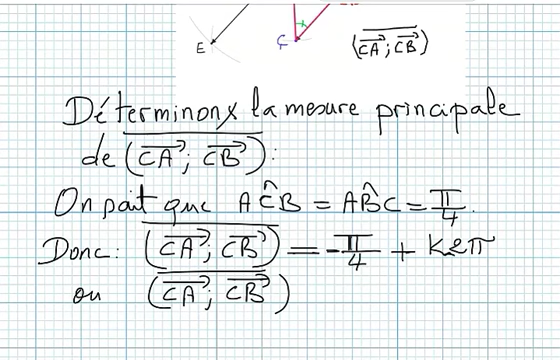 E
C
(CA; CB)
Déterminons la mesure principale
de (CA; CB):
On sait que AĈB = AB̂C = π/4.
Donc: (CA; CB) = -π/4 + K2π
ou (CA; CB)